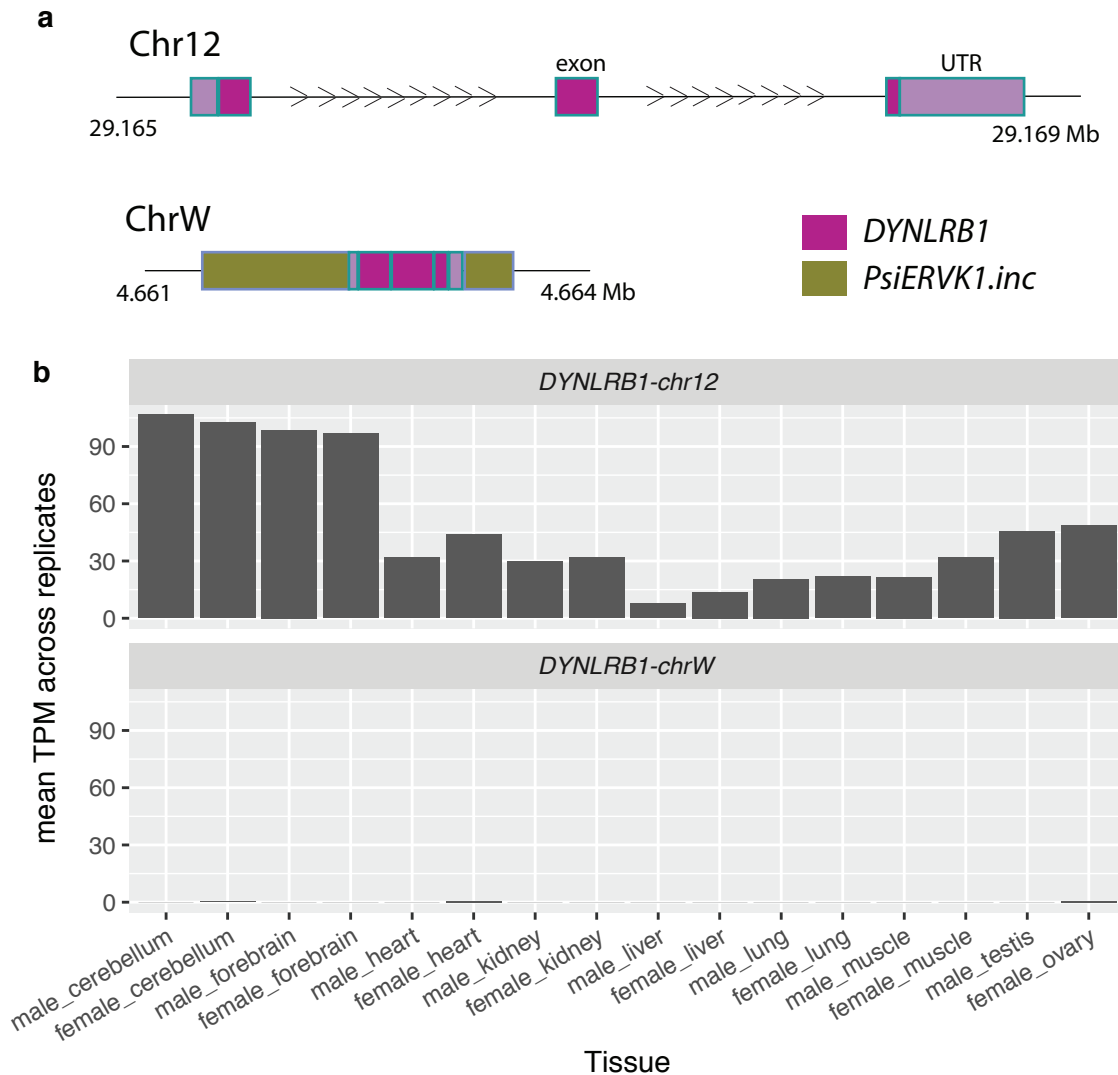 a
Chr12
exon
UTR
29.165
29.169 Mb
ChrW
4.661
4.664 Mb
DYNLRB1
PsiERVK1.inc
b
DYNLRB1-chr12
90
60
30
0
DYNLRB1-chrW
90
60
30
0
mean TPM across replicates
male_cerebellum
female_cerebellum
male_forebrain
female_forebrain
male_heart
female_heart
male_kidney
female_kidney
male_liver
female_liver
male_lung
female_lung
male_muscle
female_muscle
male_testis
female_ovary
Tissue